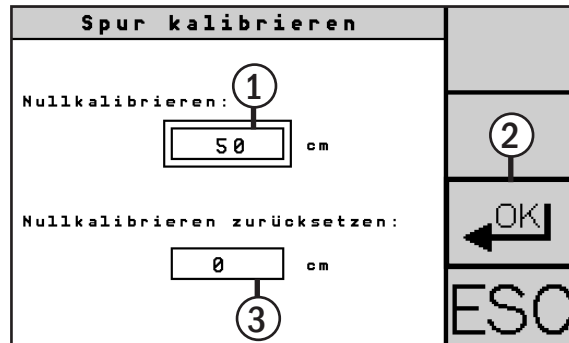 Spur kalibrieren
Nullkalibrieren:
1
50 cm
2
OK
Nullkalibrieren zurücksetzen:
0 cm
3
ESC